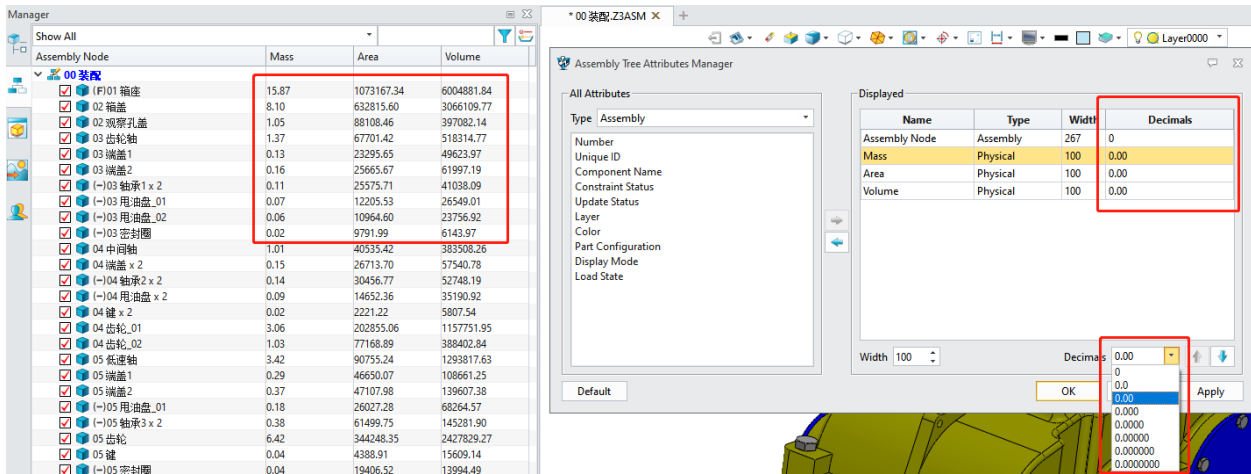 Manager
Show All
Assembly Node Mass Area Volume
00 装配
(F)01 箱座 15.87 1073167.34 6004881.84
02 箱盖 8.10 632815.60 3066109.77
02 观察孔盖 1.05 88108.46 397082.14
03 齿轮轴 1.37 67701.42 518314.77
03 端盖1 0.13 23295.65 49623.97
03 端盖2 0.16 25665.67 61997.19
(-)03 轴承1 x 2 0.11 25575.71 41038.09
(-)03 甩油盘_01 0.07 12205.53 26549.01
(-)03 甩油盘_02 0.06 10964.60 23756.92
(-)03 密封圈 0.02 9791.99 6143.97
04 中间轴 1.01 40535.42 383508.26
04 端盖 x 2 0.15 26713.70 57540.78
(-)04 轴承2 x 2 0.14 30456.77 52748.19
(-)04 甩油盘 x 2 0.09 14652.36 35190.92
04 键 x 2 0.02 2221.22 5807.54
04 齿轮_01 3.06 202855.06 1157751.95
04 齿轮_02 1.03 77168.89 388402.84
05 低速轴 3.42 90755.24 1293817.63
05 端盖1 0.29 46650.07 108661.25
05 端盖2 0.37 47107.98 139607.38
(-)05 甩油盘_01 0.18 26027.28 68264.57
(-)05 轴承3 x 2 0.38 61499.75 145281.90
05 齿轮 6.42 344248.35 2427829.27
05 键 0.04 4388.91 15609.14
(-)05 密封圈 0.04 19406.52 13994.49
* 00 装配.Z3ASM
Layer0000
Assembly Tree Attributes Manager
All Attributes
Type Assembly
Number
Unique ID
Component Name
Constraint Status
Update Status
Layer
Color
Part Configuration
Display Mode
Load State
Default
Displayed
Name Type Width Decimals
Assembly Node Assembly 267 0
Mass Physical 100 0.00
Area Physical 100 0.00
Volume Physical 100 0.00
Width 100 Decimals 0.00
0
0.0
0.00
0.000
0.0000
0.00000
0.000000
0.0000000
OK Apply